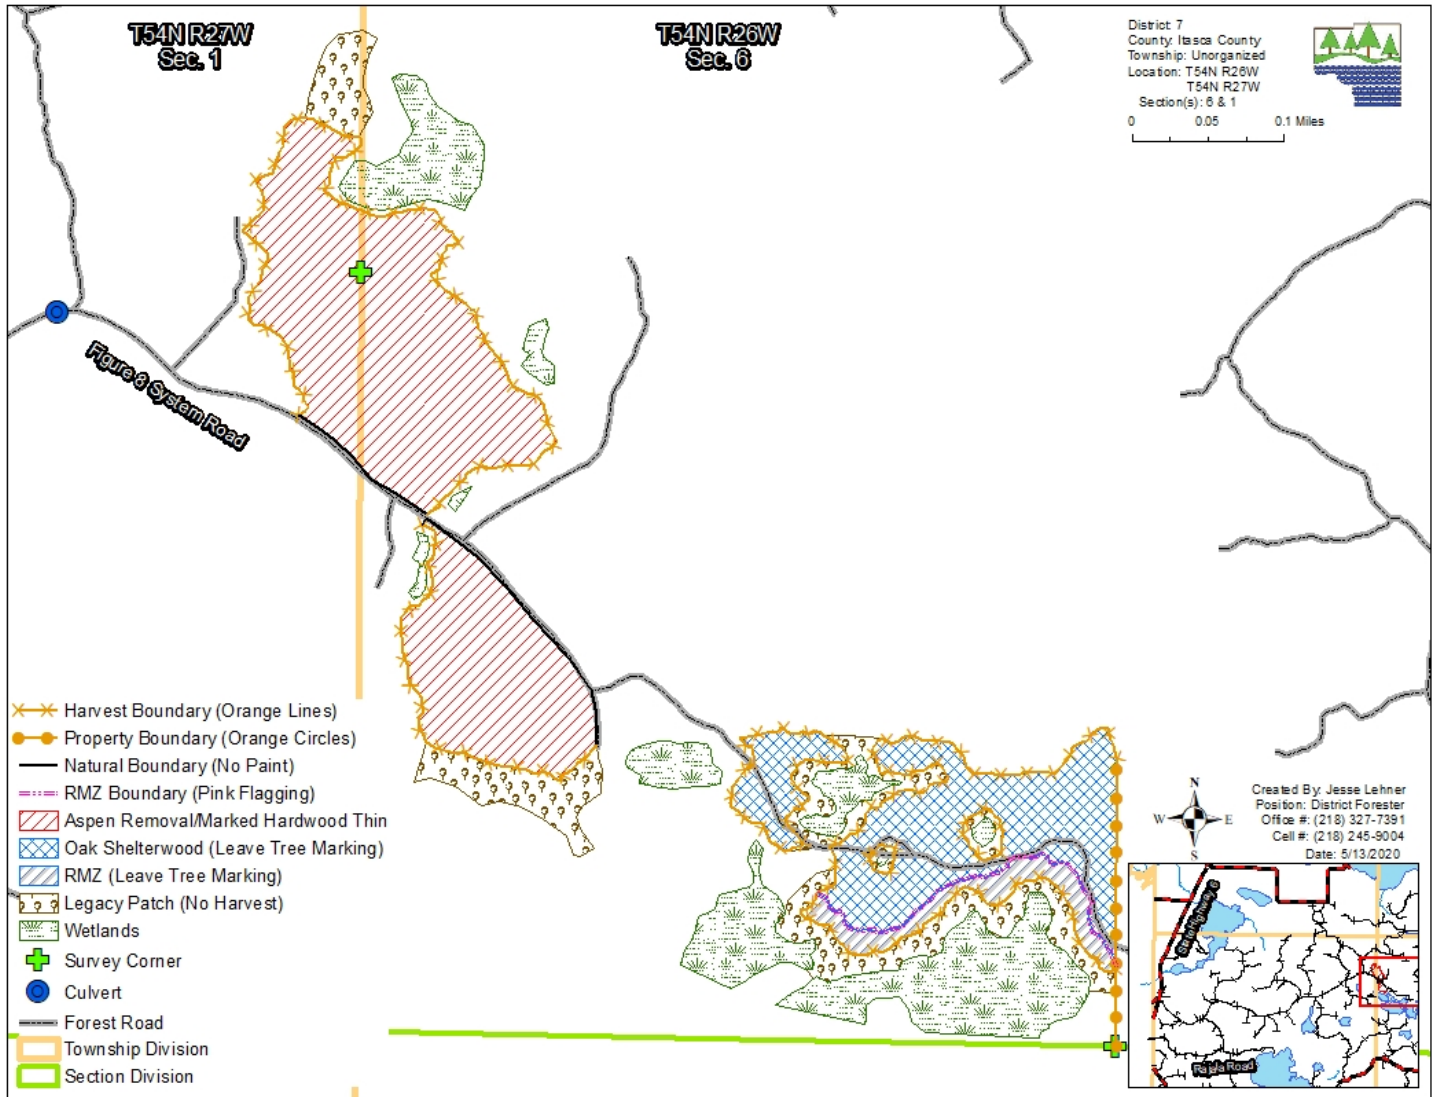 T54N R27W
Sec. 1
T54N R26W
Sec. 6
District: 7
County: Itasca County
Township: Unorganized
Location: T54N R26W
T54N R27W
Section(s): 6 & 1
0 0.05 0.1 Miles
Figure 8 System Road
Harvest Boundary (Orange Lines)
Property Boundary (Orange Circles)
Natural Boundary (No Paint)
RMZ Boundary (Pink Flagging)
Aspen Removal/Marked Hardwood Thin
Oak Shelterwood (Leave Tree Marking)
RMZ (Leave Tree Marking)
Legacy Patch (No Harvest)
Wetlands
Survey Corner
Culvert
Forest Road
Township Division
Section Division
N
W E
S
Created By: Jesse Lehner
Position: District Forester
Office #: (218) 327-7391
Cell #: (218) 245-9004
Date: 5/13/2020
State Highway 6
Rajala Road